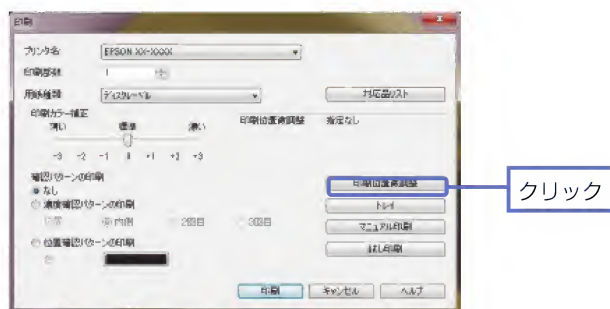 印刷
プリンタ名: EPSON XX-XXXX
印刷部数: 1
用紙種類: ディスクレーベル 対応品リスト
印刷カラー補正
薄い 標準 濃い 印刷位置微調整 指定なし
-3 -2 -1 0 +1 +2 +3
確認パターンの印刷
なし 印刷位置微調整 クリック
濃度確認パターンの印刷 トレイ
内側 2回目 3回目 マニュアル印刷
位置確認パターンの印刷 試し印刷
印刷 キャンセル ヘルプ